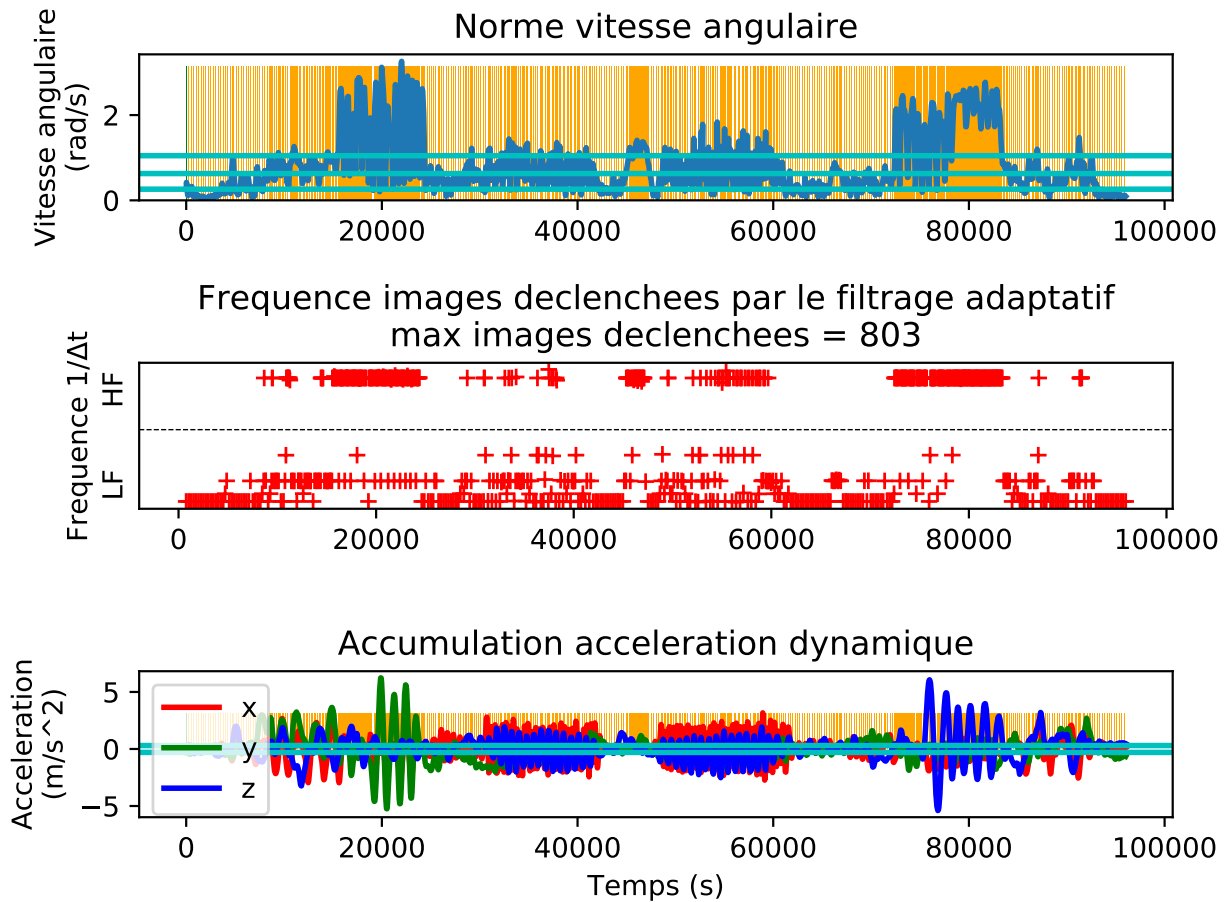 Norme vitesse angulaire
Vitesse angulaire
(rad/s)
2
0
0 20000 40000 60000 80000 100000
Frequence images declenchees par le filtrage adaptatif
max images declenchees = 803
Frequence 1/Δt
HF
LF
0 20000 40000 60000 80000 100000
Accumulation acceleration dynamique
Acceleration
(m/s^2)
5
0
−5
x
y
z
0 20000 40000 60000 80000 100000
Temps (s)